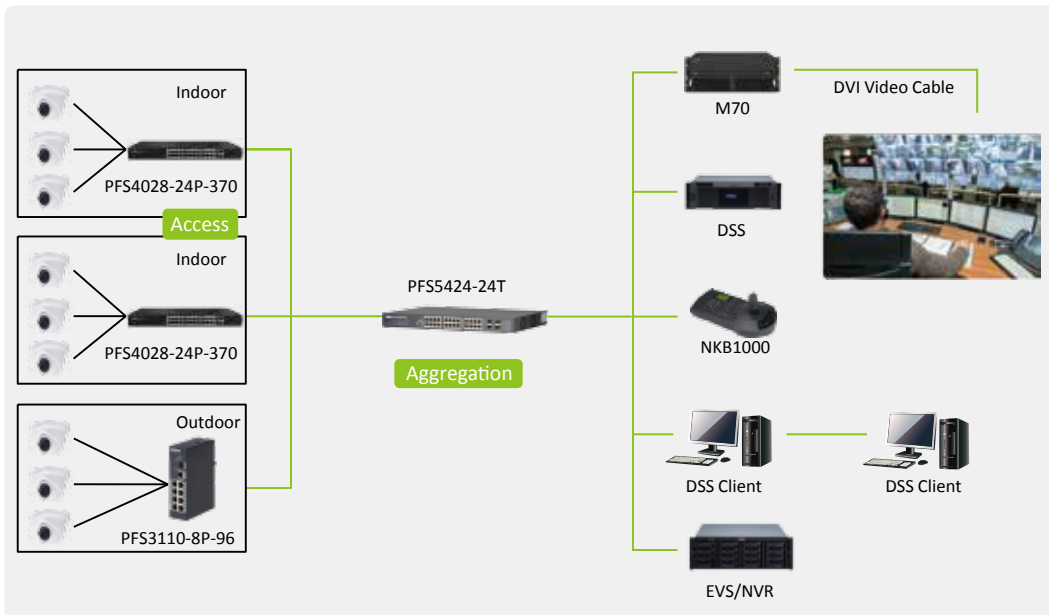 Indoor
PFS4028-24P-370
Access
Indoor
PFS4028-24P-370
Outdoor
PFS3110-8P-96
PFS5424-24T
Aggregation
M70
DVI Video Cable
DSS
NKB1000
DSS Client
DSS Client
EVS/NVR